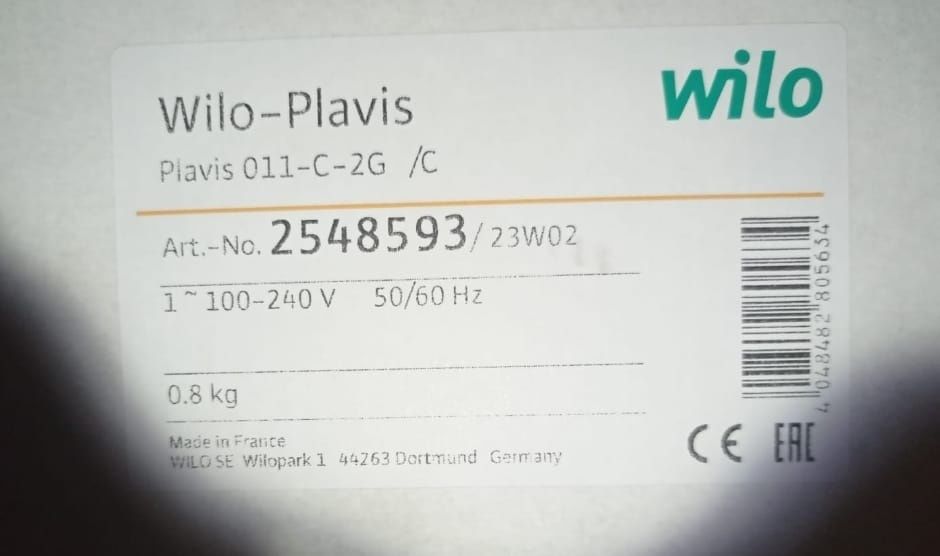 wilo
Wilo-Plavis
Plavis 011-C-2G /C
Art.-No. 2548593/23W02
1~ 100-240 V 50/60 Hz
0.8 kg
Made in France
WILO SE Wilopark 1 44263 Dortmund Germany
4 048482 805634
CE EAC